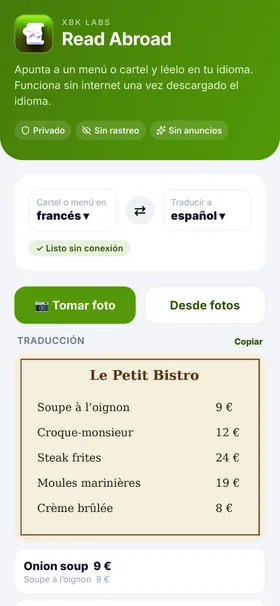 XBK LABS
Read Abroad
Apunta a un menú o cartel y léelo en tu idioma.
Funciona sin internet una vez descargado el
idioma.
Privado
Sin rastreo
Sin anuncios
Cartel o menú en
francés ▾
⇄
Traducir a
español ▾
✓ Listo sin conexión
📷 Tomar foto
Desde fotos
TRADUCCIÓN
Copiar
Le Petit Bistro
Soupe à l’oignon 9 €
Croque-monsieur 12 €
Steak frites 24 €
Moules marinières 19 €
Crème brûlée 8 €
Onion soup 9 €
Soupe à l’oignon 9 €